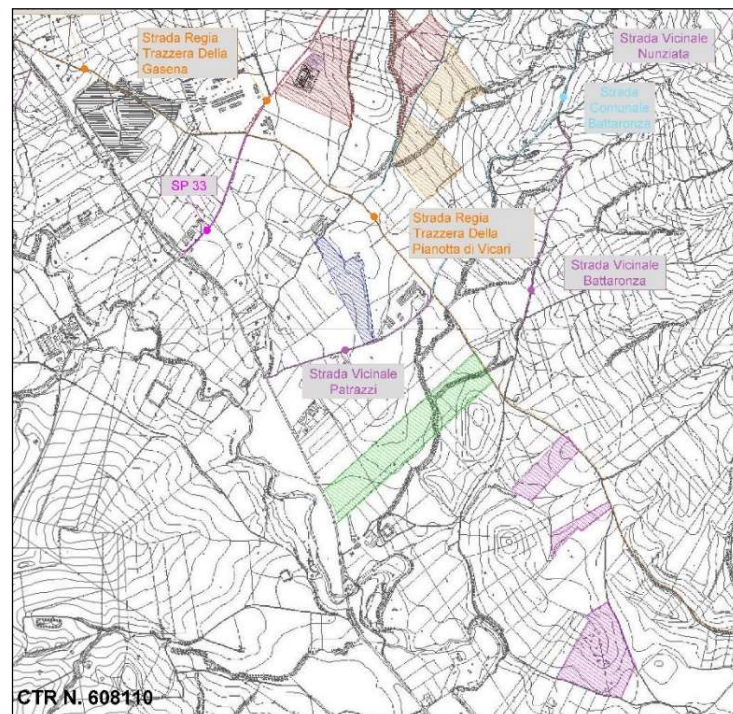 Strada Regia
Trazzera Della
Gasena
Strada Vicinale
Nunziata
Strada
Comunale
Battaronza
SP 33
Strada Regia
Trazzera Della
Pianotta di Vicari
Strada Vicinale
Battaronza
Strada Vicinale
Patrazzi
CTR N. 608110